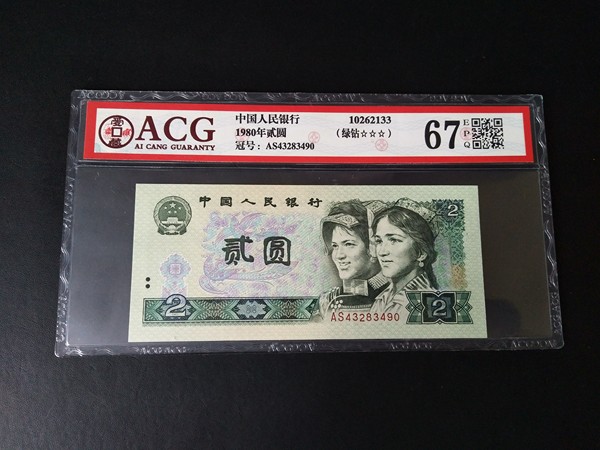 ACG
AI CANG GUARANTY
中国人民银行
1980年贰圆
冠号: AS43283490
10262133
(绿钻☆☆☆)
67
E
P
Q
中国人民银行
2
贰圆
AS43283490
2
2